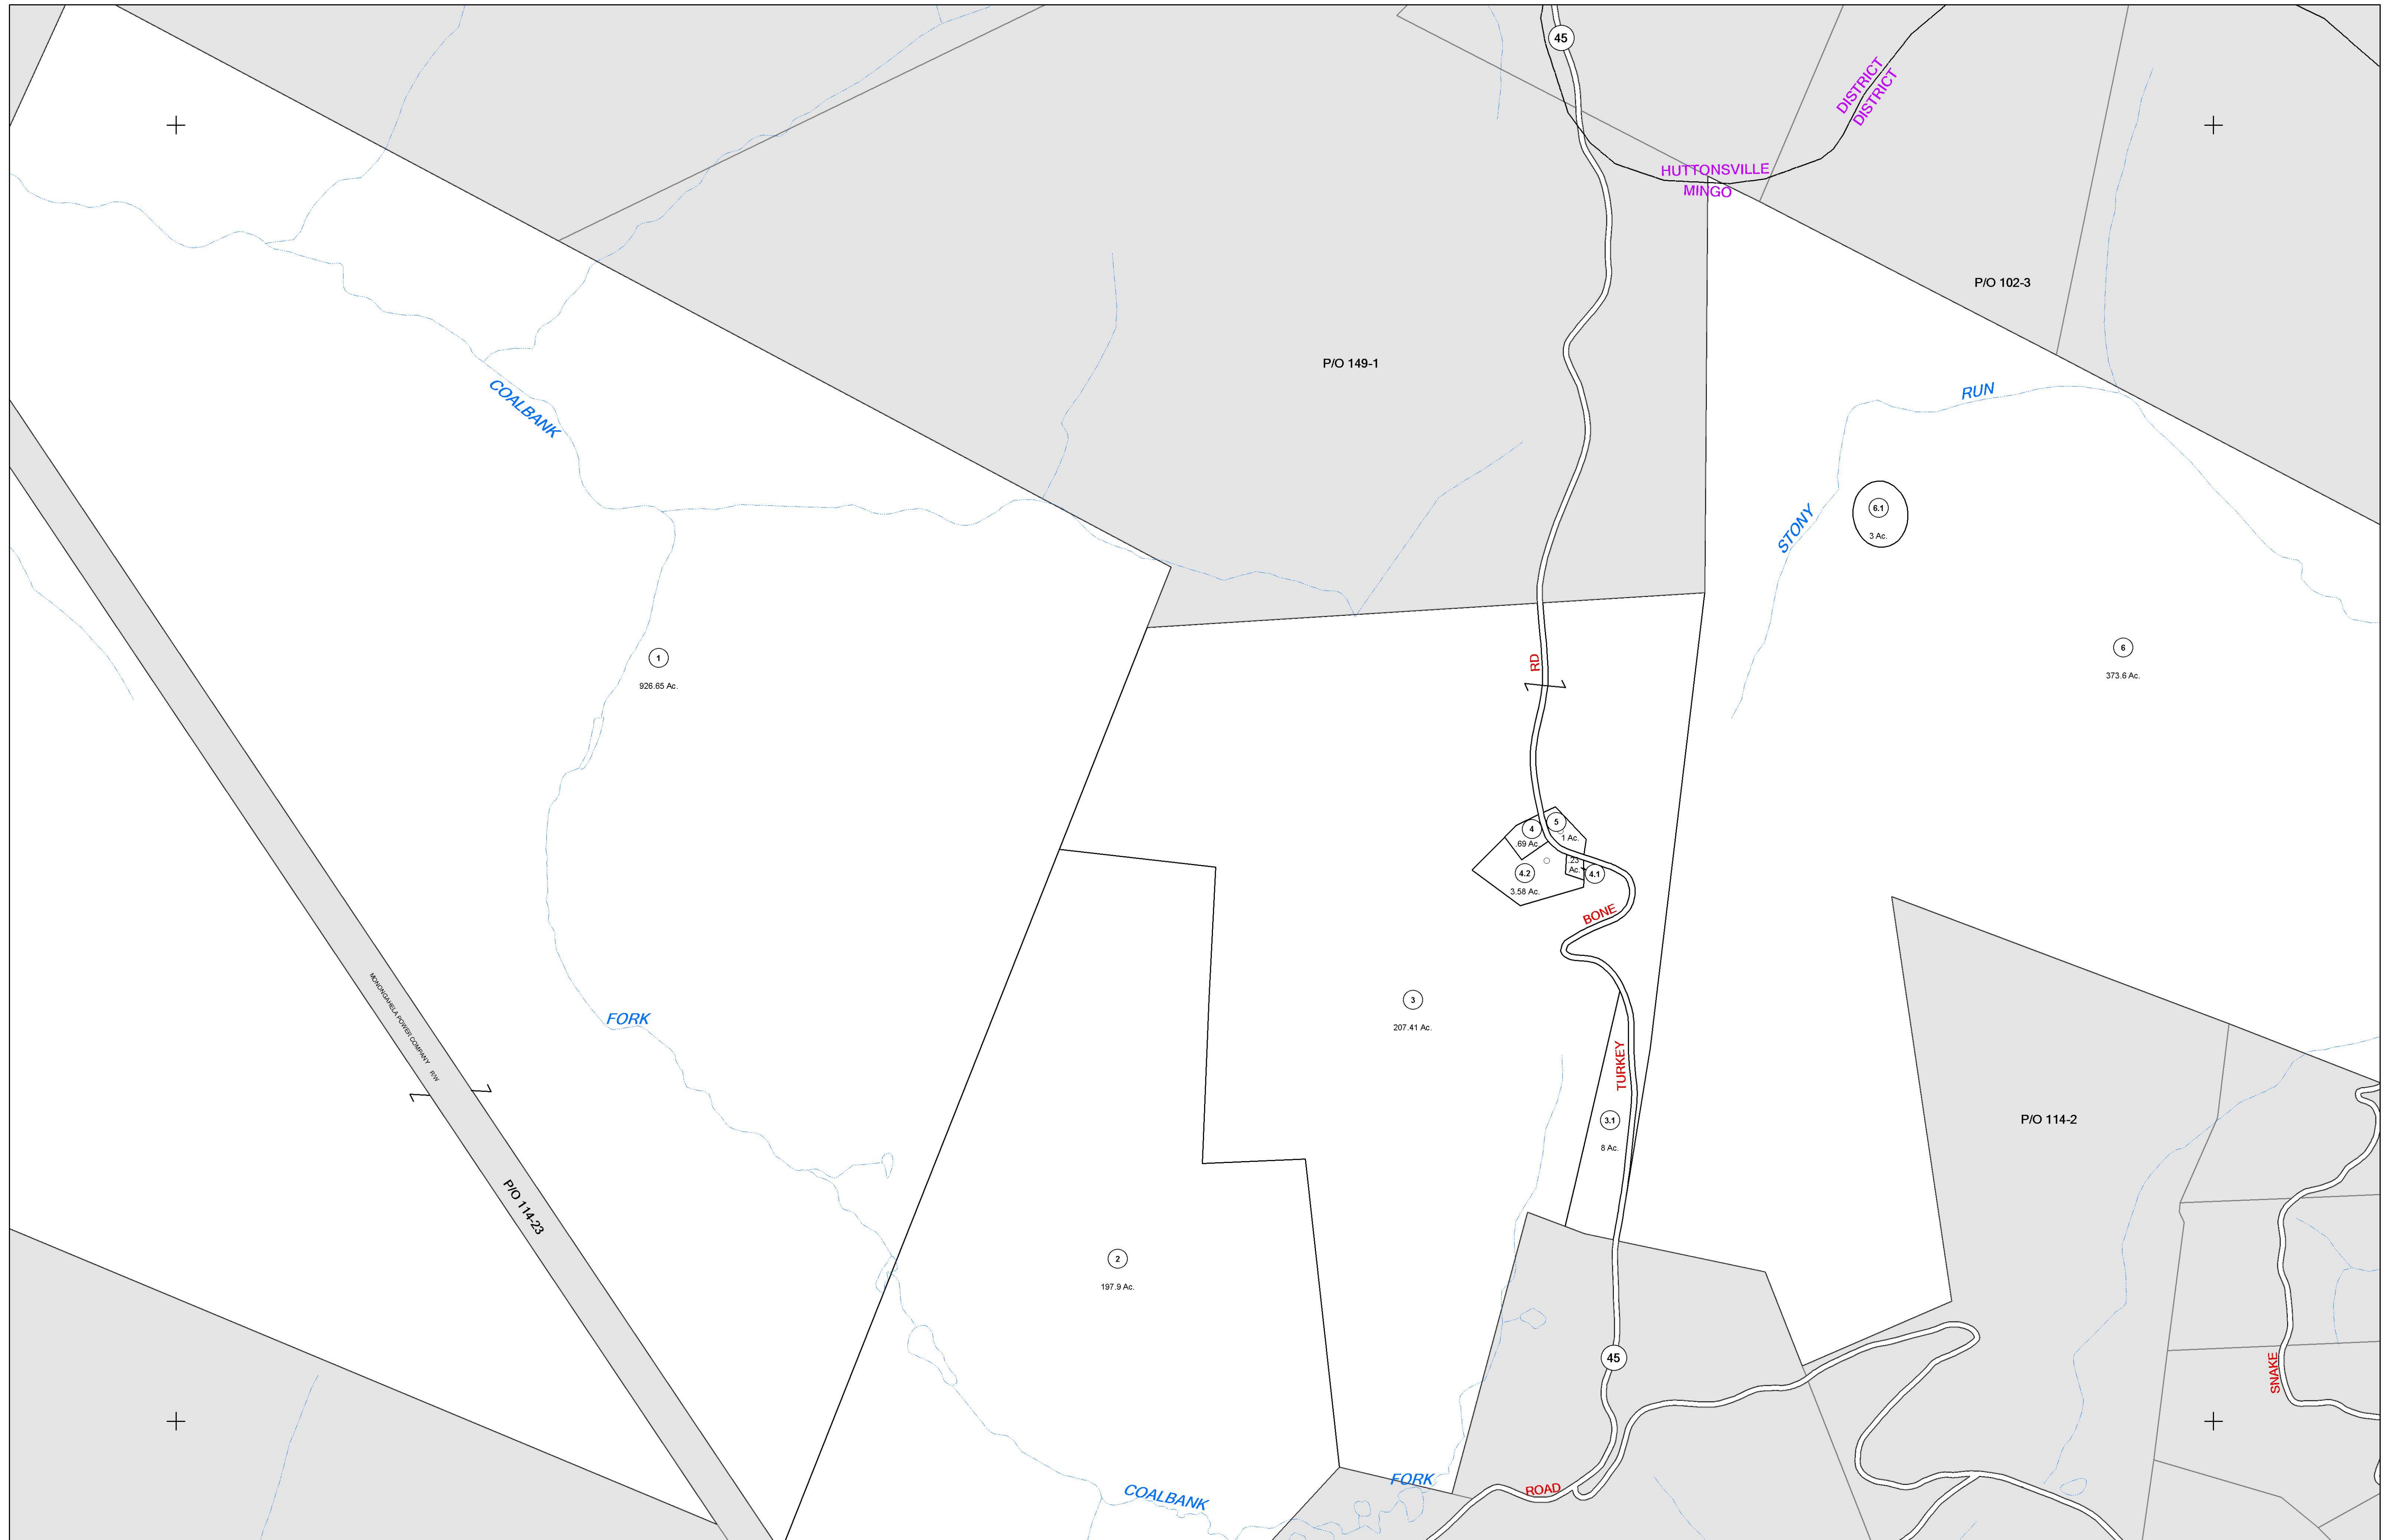 45
DISTRICT
DISTRICT
HUTTONSVILLE
MINGO
P/O 102-3
P/O 149-1
COALBANK
RUN
STONY
6.1
3 Ac.
1
926.65 Ac.
RD
6
373.6 Ac.
4
.69 Ac.
5
1 Ac.
.23
Ac.
4.1
4.2
3.58 Ac.
BONE
3
207.41 Ac.
FORK
MONONGAHELA POWER COMPANY R/W
TURKEY
3.1
8 Ac.
P/O 114-2
P/O 114-23
2
197.9 Ac.
45
SNAKE
FORK
COALBANK
ROAD